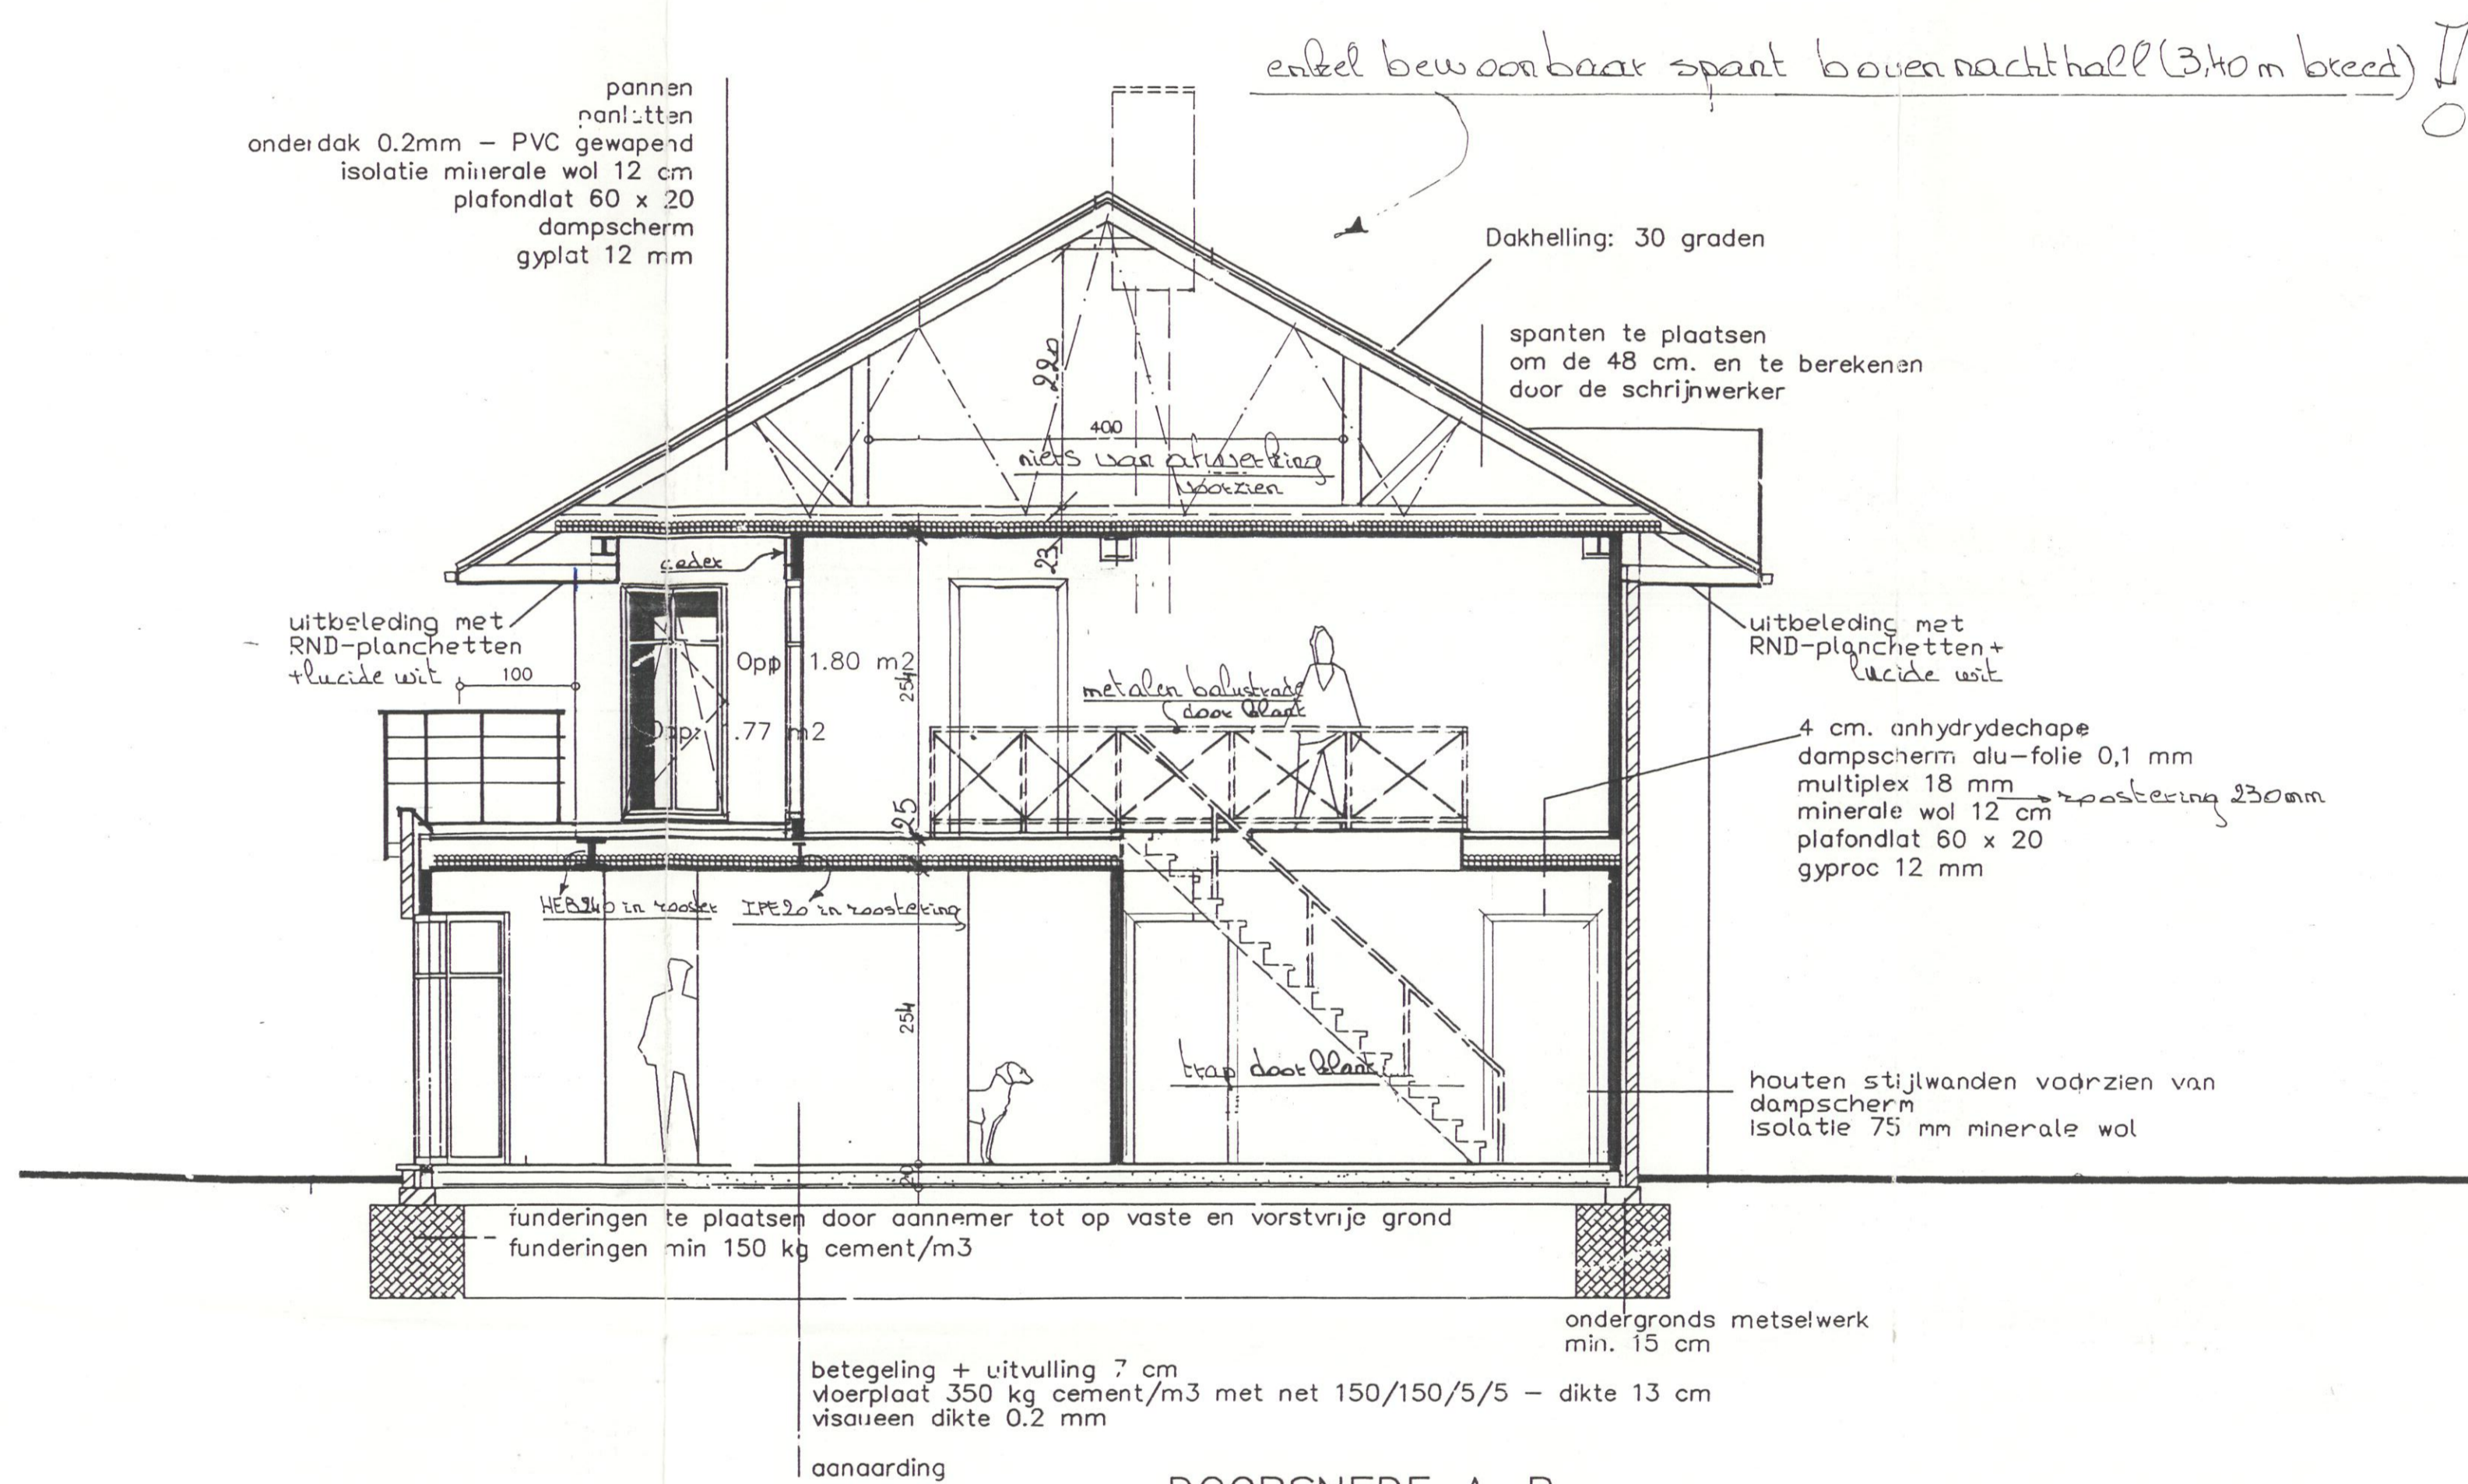 enkel bewoonbaar spant boven nachthall (3,40 m breed) !
pannen
panlatten
onderdak 0.2mm – PVC gewapend
isolatie minerale wol 12 cm
plafondlat 60 x 20
dampscherm
gyplat 12 mm
Dakhelling: 30 graden
spanten te plaatsen
om de 48 cm. en te berekenen
door de schrijnwerker
220
400
niets van afwerking
voorzien
23
ceder
uitbeleding met
RND-planchetten
+lucide wit
100
Opp 1.80 m2
254
Opp: .77 m2
metalen balustrade
door klant
uitbeleding met
RND-planchetten+
lucide wit
4 cm. anhydrydechape
dampscherm alu-folie 0,1 mm
multiplex 18 mm
minerale wol 12 cm
roostering 230mm
plafondlat 60 x 20
gyproc 12 mm
25
HEB240 in rooster
IPE20 in roostering
254
trap door klant
houten stijlwanden voorzien van
dampscherm
isolatie 75 mm minerale wol
20
funderingen te plaatsen door aannemer tot op vaste en vorstvrije grond
funderingen min 150 kg cement/m3
ondergronds metselwerk
min. 15 cm
betegeling + uitvulling 7 cm
vloerplaat 350 kg cement/m3 met net 150/150/5/5 – dikte 13 cm
visqueen dikte 0.2 mm
aanaarding
DOORSNEDE A-B